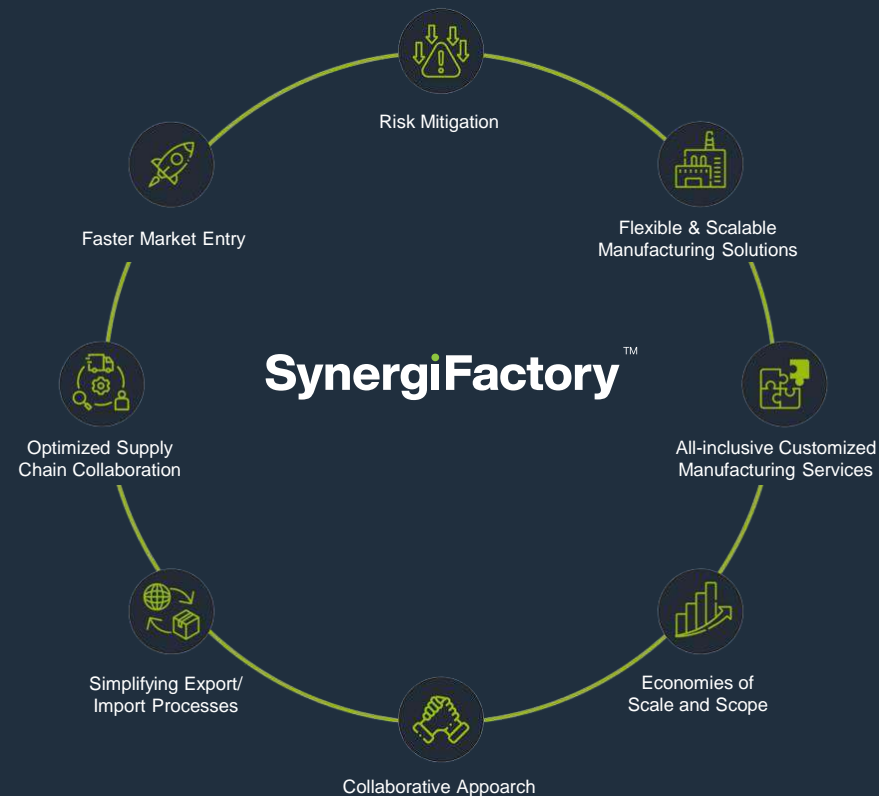 Risk Mitigation
Flexible & Scalable
Manufacturing Solutions
Faster Market Entry
SynergiFactory™
Optimized Supply
Chain Collaboration
All-inclusive Customized
Manufacturing Services
Simplifying Export/
Import Processes
Economies of
Scale and Scope
Collaborative Appoarch